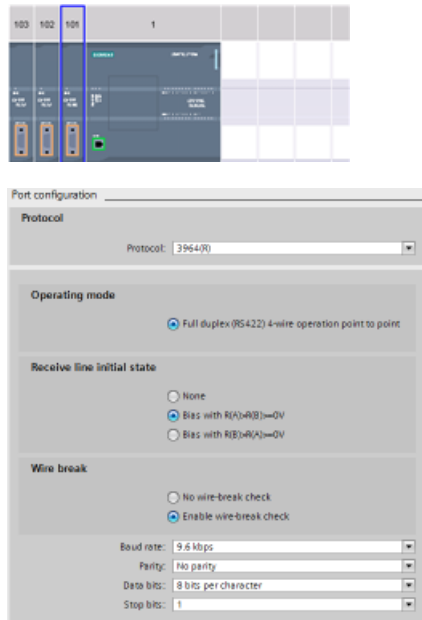 103 102 101 1
SIEMENS
Port configuration
Protocol
Protocol: 3964(R)
Operating mode
Full duplex (RS422) 4-wire operation point to point
Receive line initial state
None
Bias with R(A)>R(B)>=0V
Bias with R(B)>R(A)>=0V
Wire break
No wire-break check
Enable wire-break check
Baud rate: 9.6 kbps
Parity: No parity
Data bits: 8 bits per character
Stop bits: 1